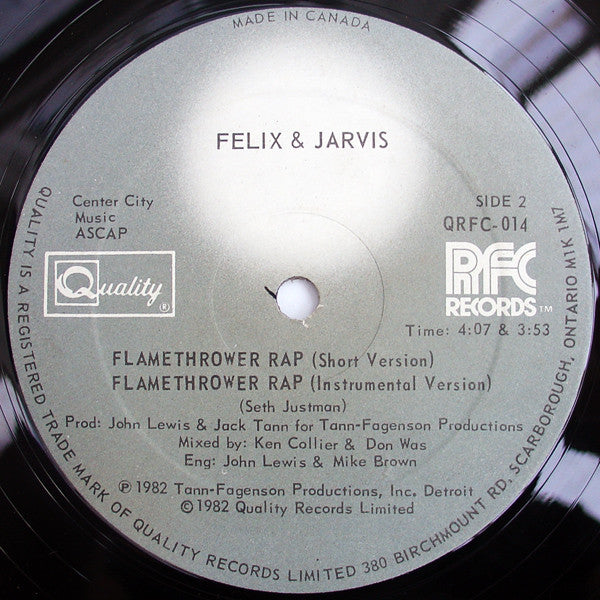 MADE IN CANADA
FELIX & JARVIS
Center City
Music
ASCAP
SIDE 2
QRFC-014
Quality ®
RFC
RECORDS™
Time: 4:07 & 3:53
FLAMETHROWER RAP (Short Version)
FLAMETHROWER RAP (Instrumental Version)
(Seth Justman)
Prod: John Lewis & Jack Tann for Tann-Fagenson Productions
Mixed by: Ken Collier & Don Was
Eng: John Lewis & Mike Brown
℗ 1982 Tann-Fagenson Productions, Inc. Detroit
© 1982 Quality Records Limited
QUALITY IS A REGISTERED TRADE MARK OF QUALITY RECORDS LIMITED 380 BIRCHMOUNT RD, SCARBOROUGH, ONTARIO M1K 1M7